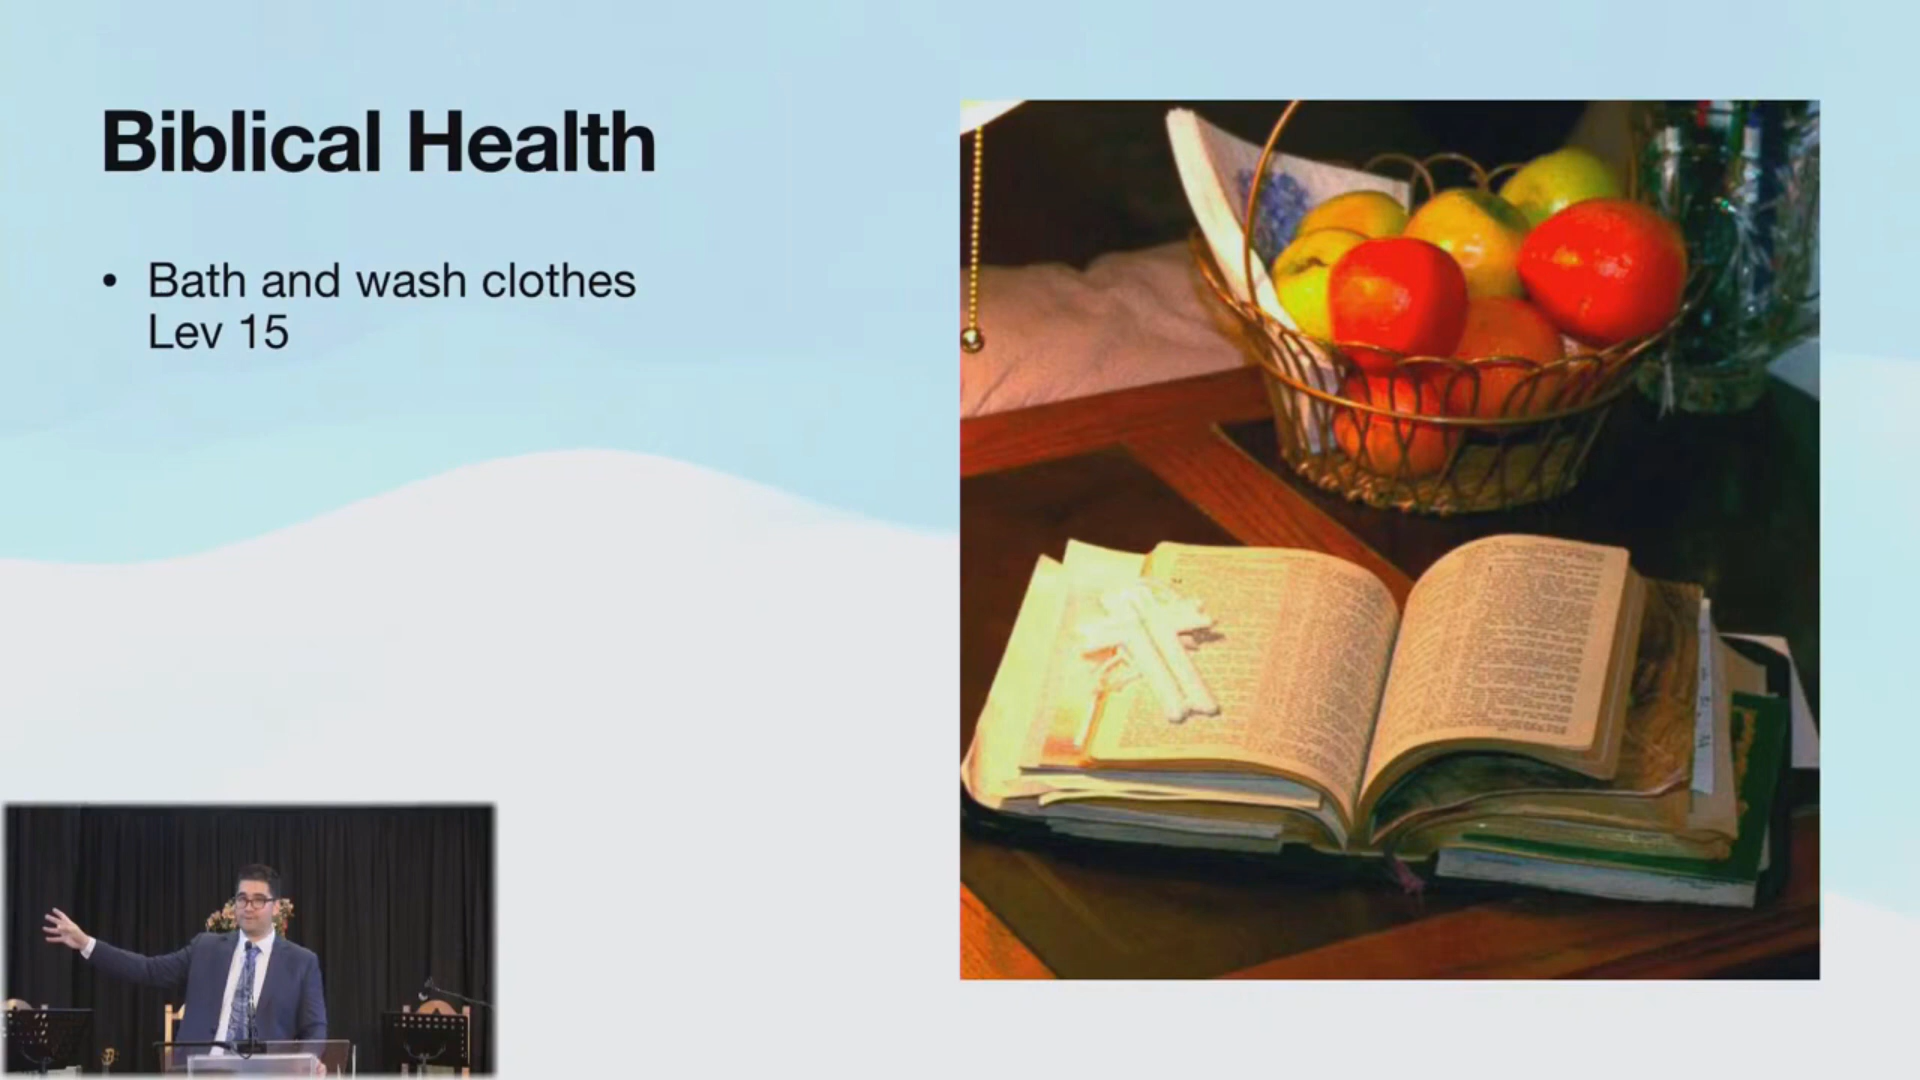 Biblical Health
• Bath and wash clothes
Lev 15